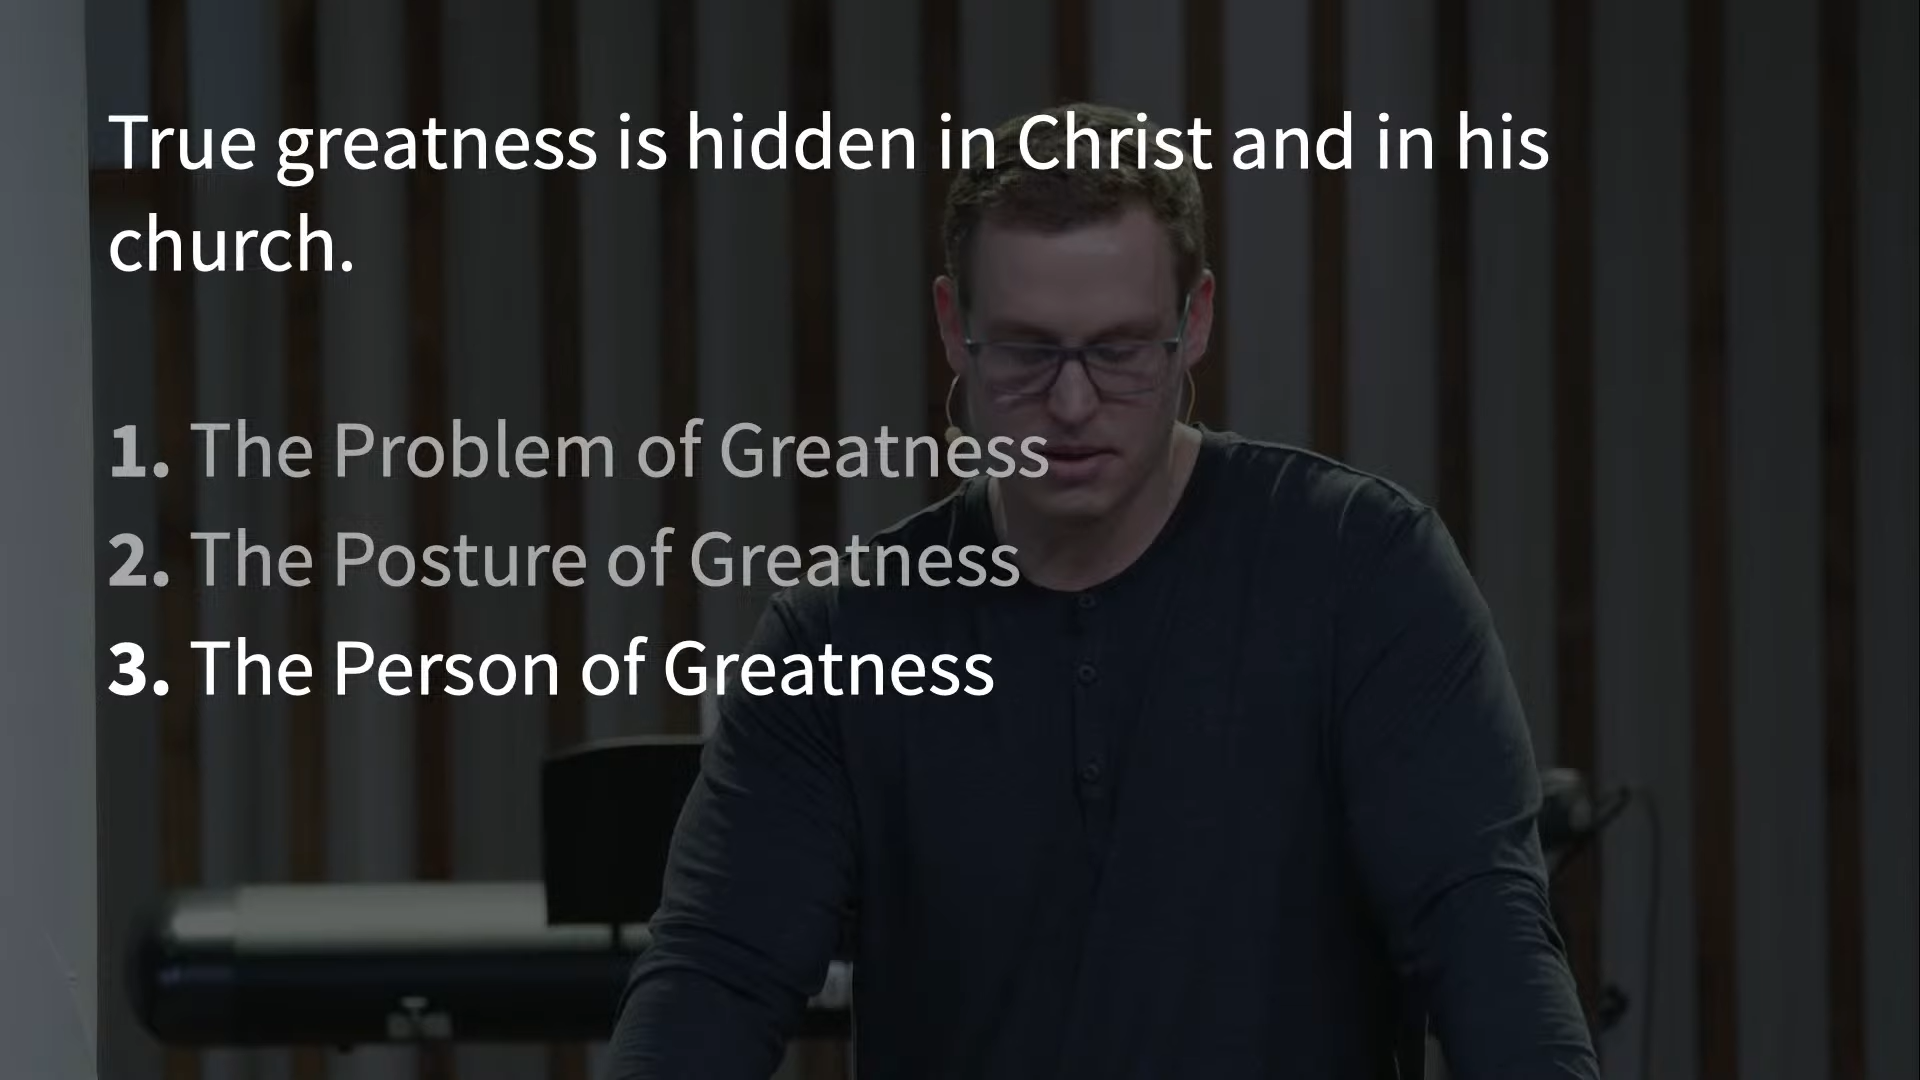 True greatness is hidden in Christ and in his
church.
1. The Problem of Greatness
2. The Posture of Greatness
3. The Person of Greatness